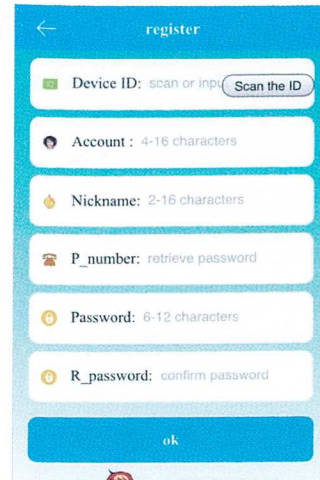 register
Device ID: scan or inpu
Scan the ID
Account : 4-16 characters
Nickname: 2-16 characters
P_number: retrieve password
Password: 6-12 characters
R_password: confirm password
ok